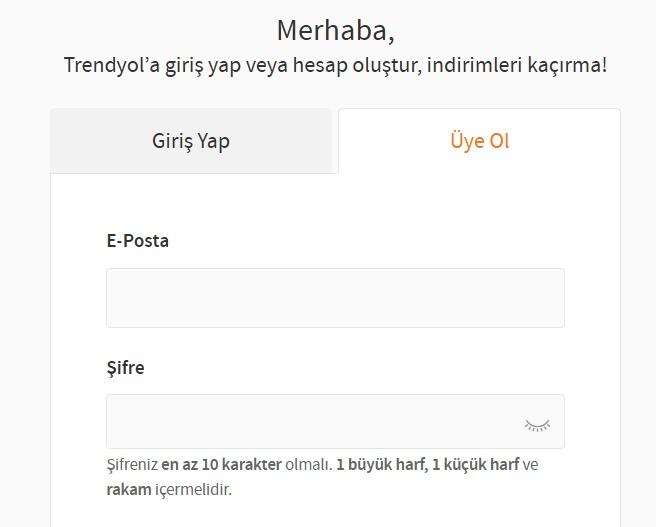 Merhaba,
Trendyol’a giriş yap veya hesap oluştur, indirimleri kaçırma!
Giriş Yap
Üye Ol
E-Posta
Şifre
Şifreniz en az 10 karakter olmalı. 1 büyük harf, 1 küçük harf ve
rakam içermelidir.